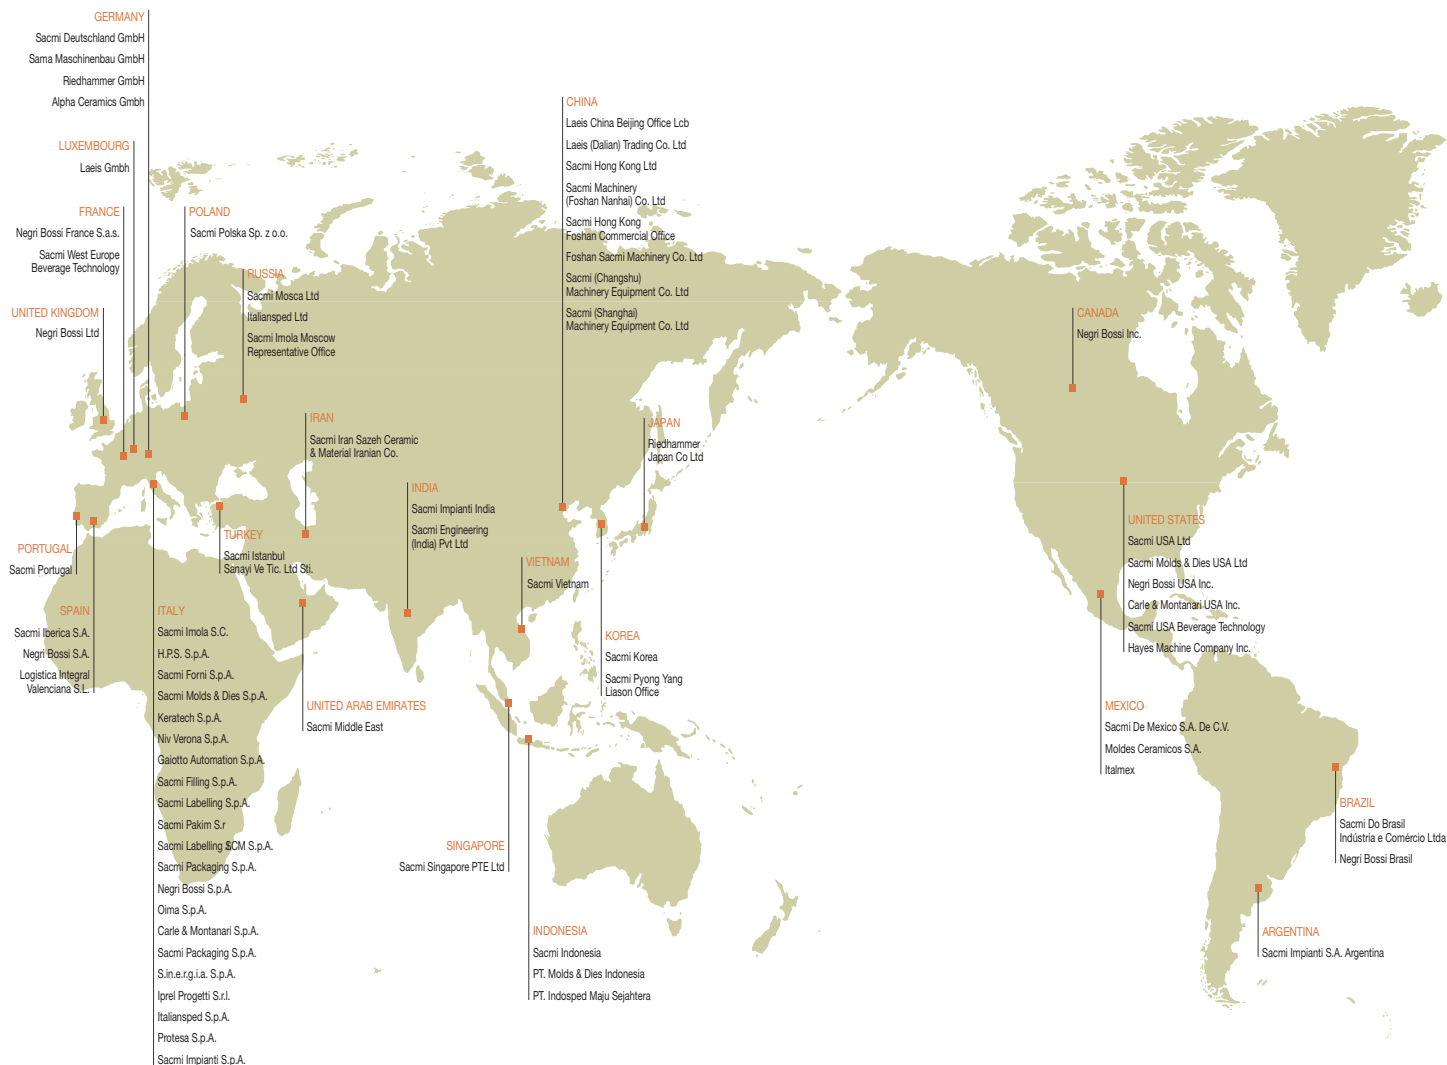 GERMANY
Sacmi Deutschland GmbH
Sama Maschinenbau GmbH
Riedhammer GmbH
Alpha Ceramics Gmbh
LUXEMBOURG
Laeis Gmbh
FRANCE
Negri Bossi France S.a.s.
Sacmi West Europe
Beverage Technology
UNITED KINGDOM
Negri Bossi Ltd
POLAND
Sacmi Polska Sp. z o.o.
RUSSIA
Sacmi Mosca Ltd
Italiansped Ltd
Sacmi Imola Moscow
Representative Office
CHINA
Laeis China Beijing Office Lcb
Laeis (Dalian) Trading Co. Ltd
Sacmi Hong Kong Ltd
Sacmi Machinery
(Foshan Nanhai) Co. Ltd
Sacmi Hong Kong
Foshan Commercial Office
Foshan Sacmi Machinery Co. Ltd
Sacmi (Changshu)
Machinery Equipment Co. Ltd
Sacmi (Shanghai)
Machinery Equipment Co. Ltd
CANADA
Negri Bossi Inc.
IRAN
Sacmi Iran Sazeh Ceramic
& Material Iranian Co.
JAPAN
Riedhammer
Japan Co Ltd
INDIA
Sacmi Impianti India
Sacmi Engineering
(India) Pvt Ltd
TURKEY
Sacmi Istanbul
Sanayi Ve Tic. Ltd Sti.
PORTUGAL
Sacmi Portugal
VIETNAM
Sacmi Vietnam
UNITED STATES
Sacmi USA Ltd
Sacmi Molds & Dies USA Ltd
Negri Bossi USA Inc.
Carle & Montanari USA Inc.
Sacmi USA Beverage Technology
Hayes Machine Company Inc.
SPAIN
Sacmi Iberica S.A.
Negri Bossi S.A.
Logistica Integral
Valenciana S.L.
ITALY
Sacmi Imola S.C.
H.P.S. S.p.A.
Sacmi Forni S.p.A.
Sacmi Molds & Dies S.p.A.
Keratech S.p.A.
Niv Verona S.p.A.
Gaiotto Automation S.p.A.
Sacmi Filling S.p.A.
Sacmi Labelling S.p.A.
Sacmi Pakim S.r
Sacmi Labelling SCM S.p.A.
Sacmi Packaging S.p.A.
Negri Bossi S.p.A.
Oima S.p.A.
Carle & Montanari S.p.A.
Sacmi Packaging S.p.A.
S.in.e.r.g.i.a. S.p.A.
Iprel Progetti S.r.l.
Italiansped S.p.A.
Protesa S.p.A.
Sacmi Impianti S.p.A.
KOREA
Sacmi Korea
Sacmi Pyong Yang
Liason Office
UNITED ARAB EMIRATES
Sacmi Middle East
MEXICO
Sacmi De Mexico S.A. De C.V.
Moldes Ceramicos S.A.
Italmex
BRAZIL
Sacmi Do Brasil
Indústria e Comércio Ltda
Negri Bossi Brasil
SINGAPORE
Sacmi Singapore PTE Ltd
INDONESIA
Sacmi Indonesia
PT. Molds & Dies Indonesia
PT. Indosped Maju Sejahtera
ARGENTINA
Sacmi Impianti S.A. Argentina